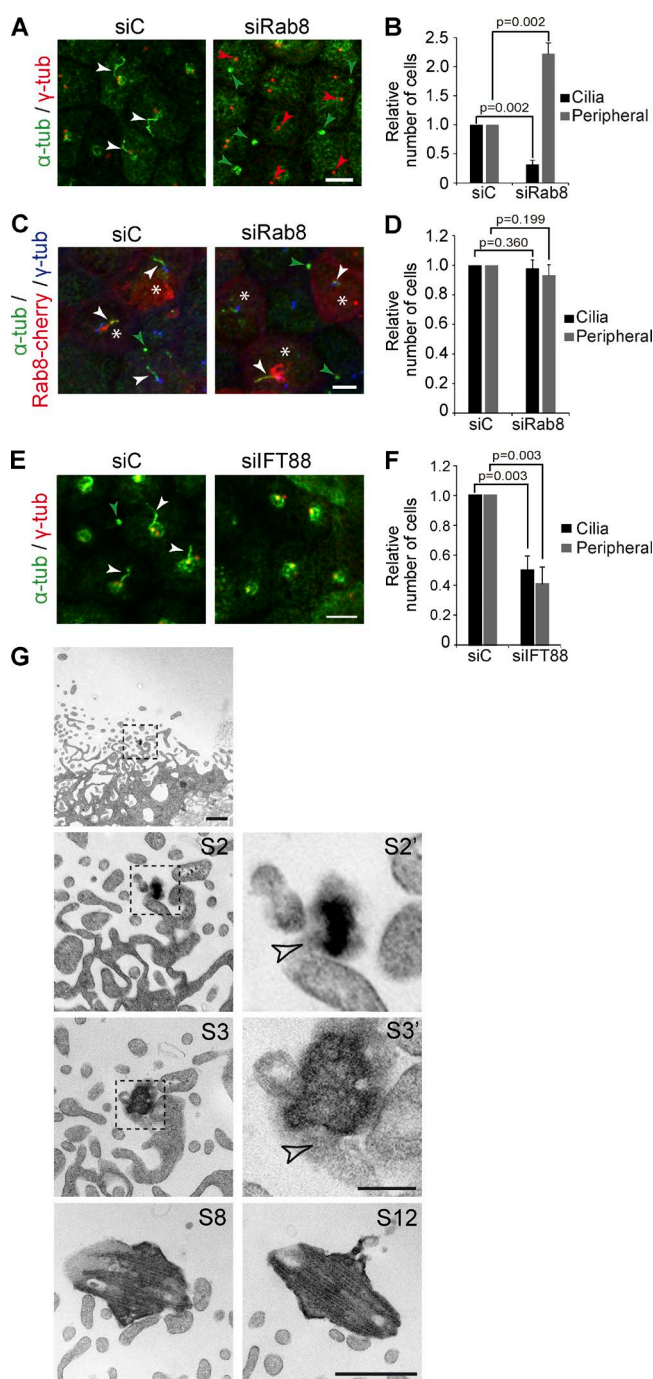 A
siC
siRab8
α-tub / γ-tub
B
Relative
number of cells
2.5
2.0
1.5
1.0
0.5
0
p=0.002
p=0.002
Cilia
Peripheral
siC
siRab8
C
siC
siRab8
α-tub /
Rab8-cherry / γ-tub
*
*
*
*
*
D
Relative
number of cells
1.2
1.0
0.8
0.6
0.4
1.2
0
p=0.199
p=0.360
Cilia
Peripheral
siC
siRab8
E
siC
siIFT88
α-tub / γ-tub
F
Relative
number of cells
1.2
1.0
0.8
0.6
0.4
0.2
0
p=0.003
p=0.003
Cilia
Peripheral
siC
siIFT88
G
S2
S2'
S3
S3'
S8
S12